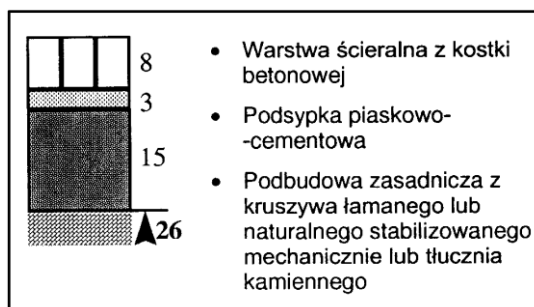 8
3
15
26
• Warstwa ścieralna z kostki
betonowej
• Podsypka piaskowo-
-cementowa
• Podbudowa zasadnicza z
kruszywa łamanego lub
naturalnego stabilizowanego
mechanicznie lub tłucznia
kamiennego